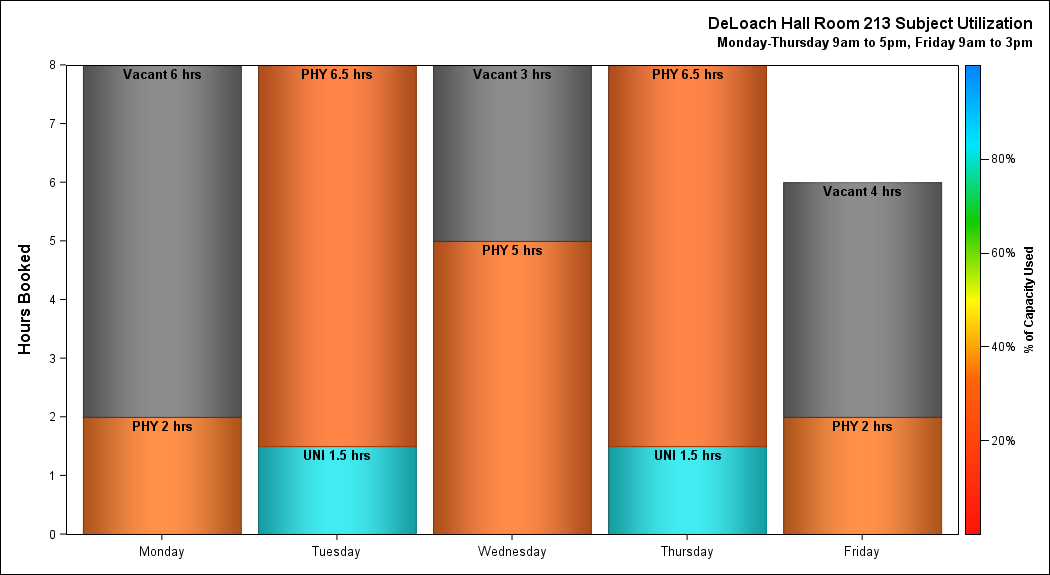 DeLoach Hall Room 213 Subject Utilization
Monday-Thursday 9am to 5pm, Friday 9am to 3pm
Hours Booked
8
7
6
5
4
3
2
1
0
Vacant 6 hrs
PHY 2 hrs
PHY 6.5 hrs
UNI 1.5 hrs
Vacant 3 hrs
PHY 5 hrs
PHY 6.5 hrs
UNI 1.5 hrs
Vacant 4 hrs
PHY 2 hrs
Monday
Tuesday
Wednesday
Thursday
Friday
80%
60%
40%
20%
% of Capacity Used